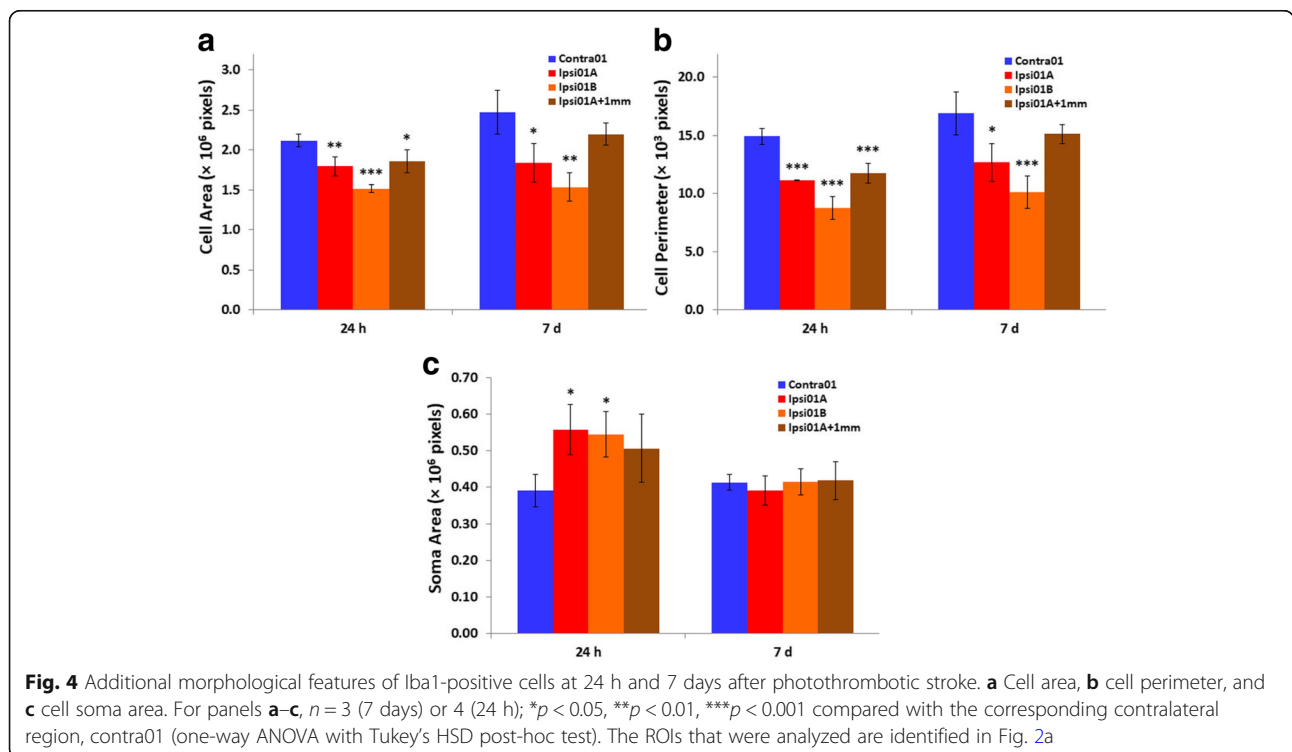 a
Cell Area (× 10⁶ pixels)
3.0
2.5
2.0
1.5
1.0
0.5
0.0
Contra01
Ipsi01A
Ipsi01B
Ipsi01A+1mm
** *** *
* **
24 h 7 d
b
Cell Perimeter (× 10³ pixels)
20.0
15.0
10.0
5.0
0.0
Contra01
Ipsi01A
Ipsi01B
Ipsi01A+1mm
*** *** ***
* ***
24 h 7 d
c
Soma Area (× 10⁶ pixels)
0.70
0.60
0.50
0.40
0.30
0.20
0.10
0.00
Contra01
Ipsi01A
Ipsi01B
Ipsi01A+1mm
* *
24 h 7 d
Fig. 4 Additional morphological features of Iba1-positive cells at 24 h and 7 days after photothrombotic stroke. a Cell area, b cell perimeter, and
c cell soma area. For panels a–c, n = 3 (7 days) or 4 (24 h); *p < 0.05, **p < 0.01, ***p < 0.001 compared with the corresponding contralateral
region, contra01 (one-way ANOVA with Tukey’s HSD post-hoc test). The ROIs that were analyzed are identified in Fig. 2a